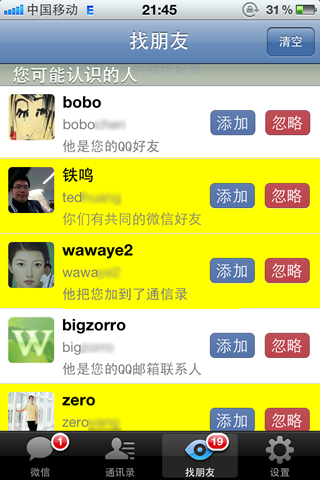 中国移动 E 21:45 31%
找朋友 清空
您可能认识的人
bobo
bobo
添加 忽略
他是您的QQ好友
铁鸣
ted
添加 忽略
你们有共同的微信好友
wawaye2
wawa
添加 忽略
他把您加到了通信录
bigzorro
big
添加 忽略
他是您的QQ邮箱联系人
zero
zero
添加 忽略
1 19
微信 通讯录 找朋友 设置